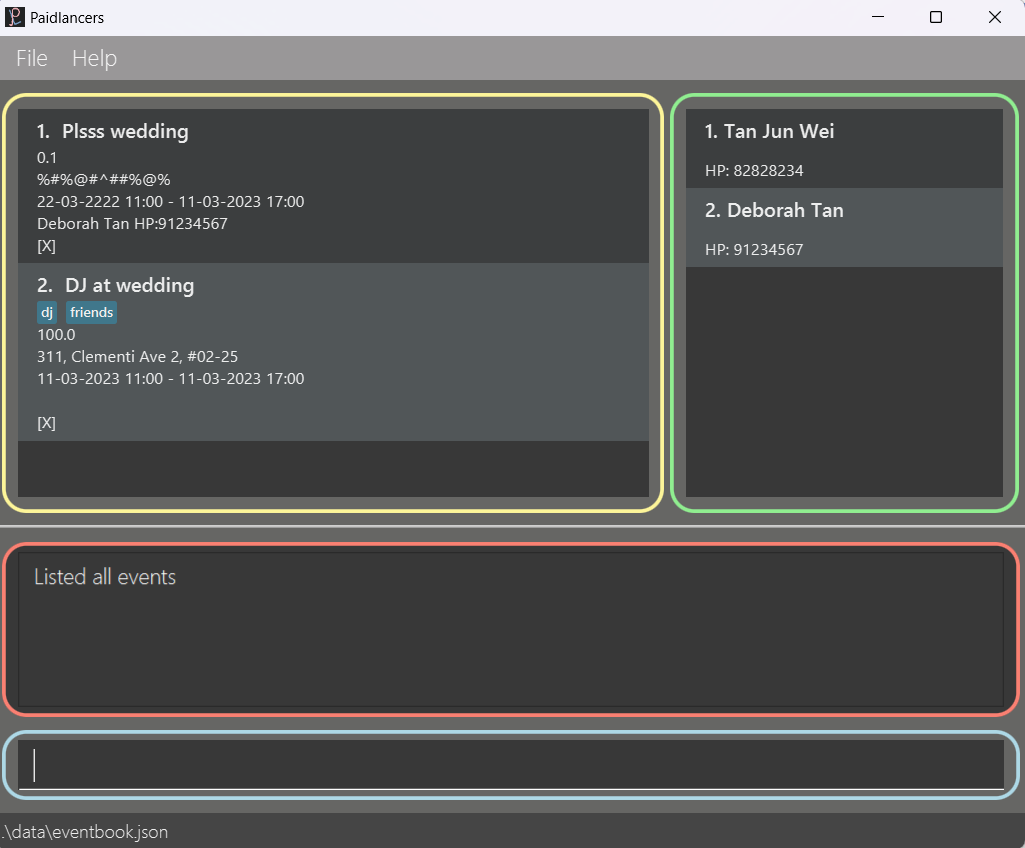 Paidlancers
File Help
1. Plsss wedding
0.1
%#%@#^##%@%
22-03-2222 11:00 - 11-03-2023 17:00
Deborah Tan HP:91234567
[X]
2. DJ at wedding
dj friends
100.0
311, Clementi Ave 2, #02-25
11-03-2023 11:00 - 11-03-2023 17:00
[X]
1. Tan Jun Wei
HP: 82828234
2. Deborah Tan
HP: 91234567
Listed all events
.\data\eventbook.json